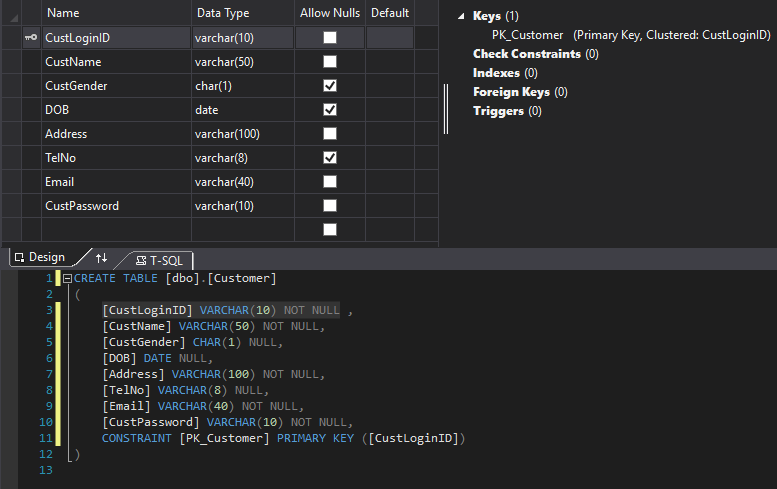 Name Data Type Allow Nulls Default
CustLoginID varchar(10)
CustName varchar(50)
CustGender char(1)
DOB date
Address varchar(100)
TelNo varchar(8)
Email varchar(40)
CustPassword varchar(10)
Keys (1)
PK_Customer (Primary Key, Clustered: CustLoginID)
Check Constraints (0)
Indexes (0)
Foreign Keys (0)
Triggers (0)
Design T-SQL
1 CREATE TABLE [dbo].[Customer]
2 (
3 [CustLoginID] VARCHAR(10) NOT NULL ,
4 [CustName] VARCHAR(50) NOT NULL,
5 [CustGender] CHAR(1) NULL,
6 [DOB] DATE NULL,
7 [Address] VARCHAR(100) NOT NULL,
8 [TelNo] VARCHAR(8) NULL,
9 [Email] VARCHAR(40) NOT NULL,
10 [CustPassword] VARCHAR(10) NOT NULL,
11 CONSTRAINT [PK_Customer] PRIMARY KEY ([CustLoginID])
12 )
13